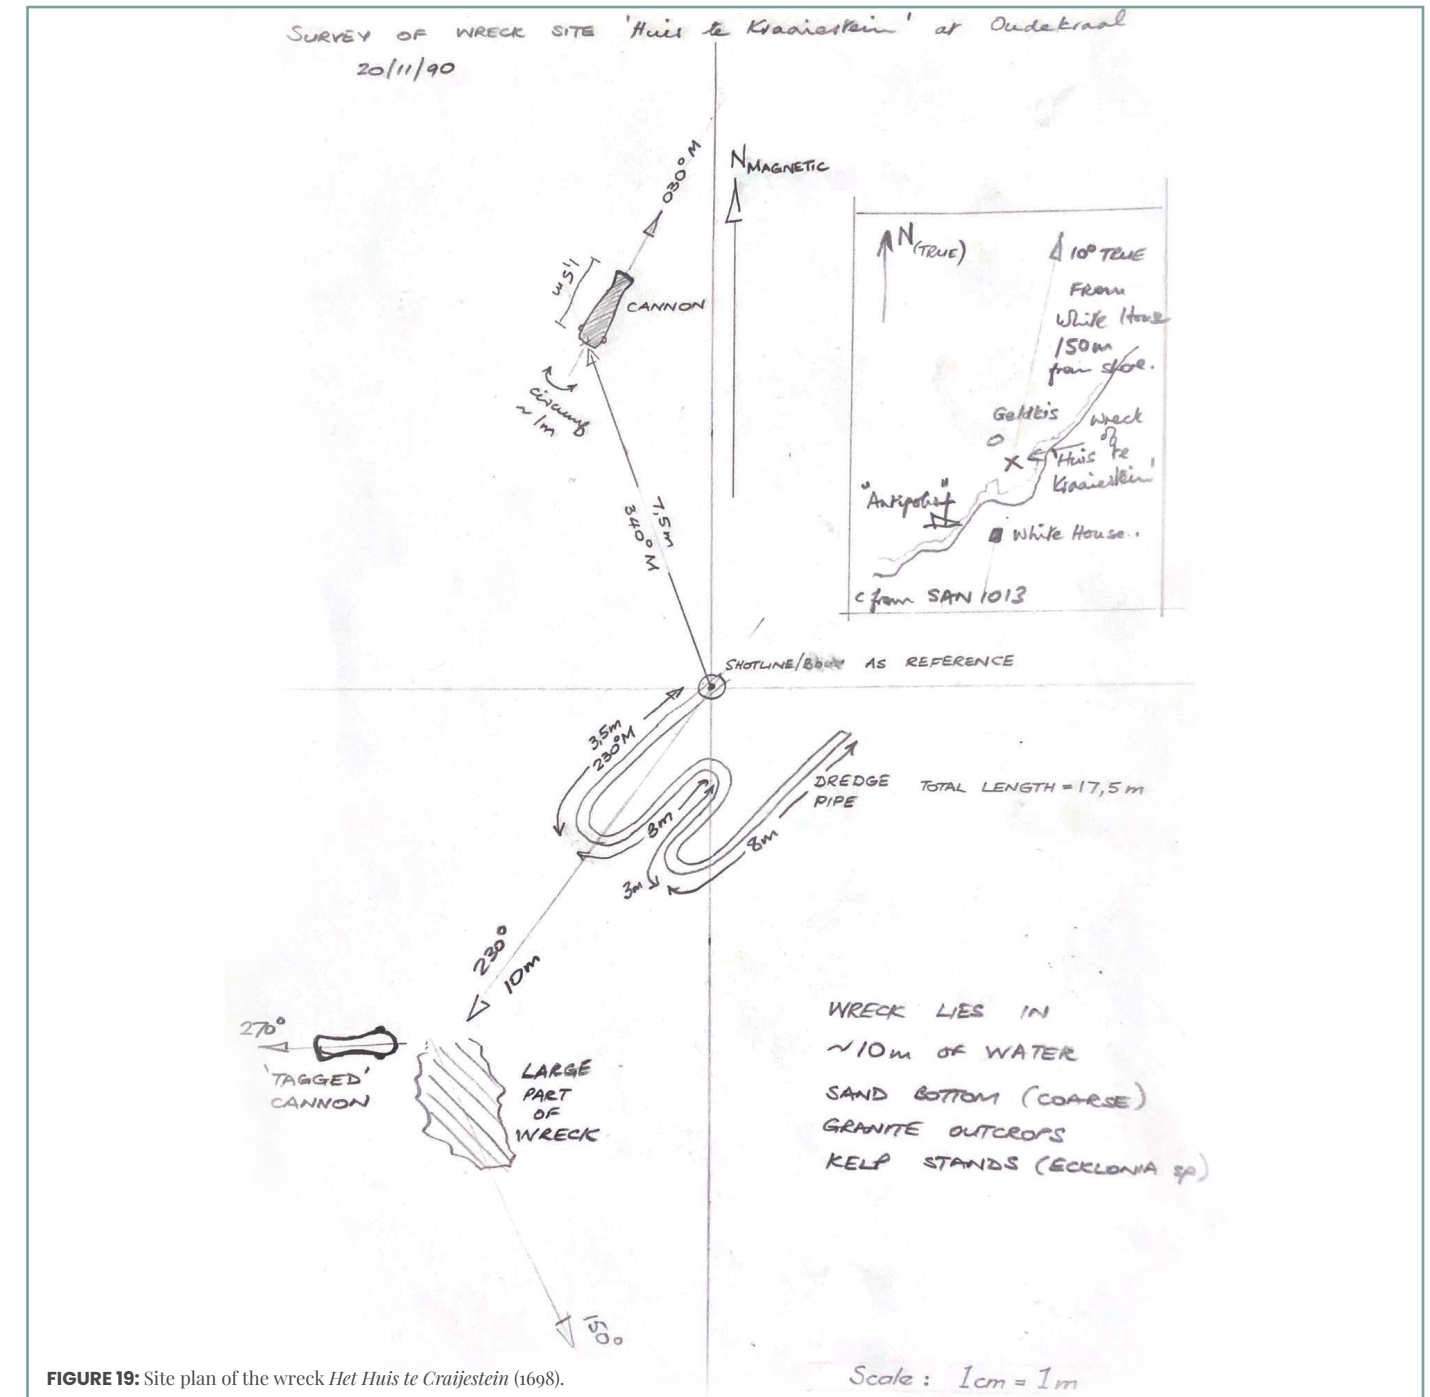 SURVEY OF WRECK SITE 'Huis te Kraaiestein' at Oudekraal
20/11/90
030°M
NMAGNETIC
1,5m
CANNON
circumf
~1m
7,5m
340°M
N(TRUE)
10° TRUE
FROM
White House
150m
from shore.
Geldkis
wreck
of
'Huis te
Kraaiestein'
X
"Antipolis"
White House..
from SAN 1013
SHOTLINE/ AS REFERENCE
3,5m
230°M
3m
3m
8m
DREDGE
PIPE
TOTAL LENGTH = 17,5m
230°
10m
270°
'TAGGED'
CANNON
LARGE
PART
OF
WRECK
150°
WRECK LIES IN
~10m OF WATER
SAND BOTTOM (COARSE)
GRANITE OUTCROPS
KELP STANDS (ECKLONIA sp)
Scale: 1cm = 1m
FIGURE 19: Site plan of the wreck Het Huis te Craijestein (1698).